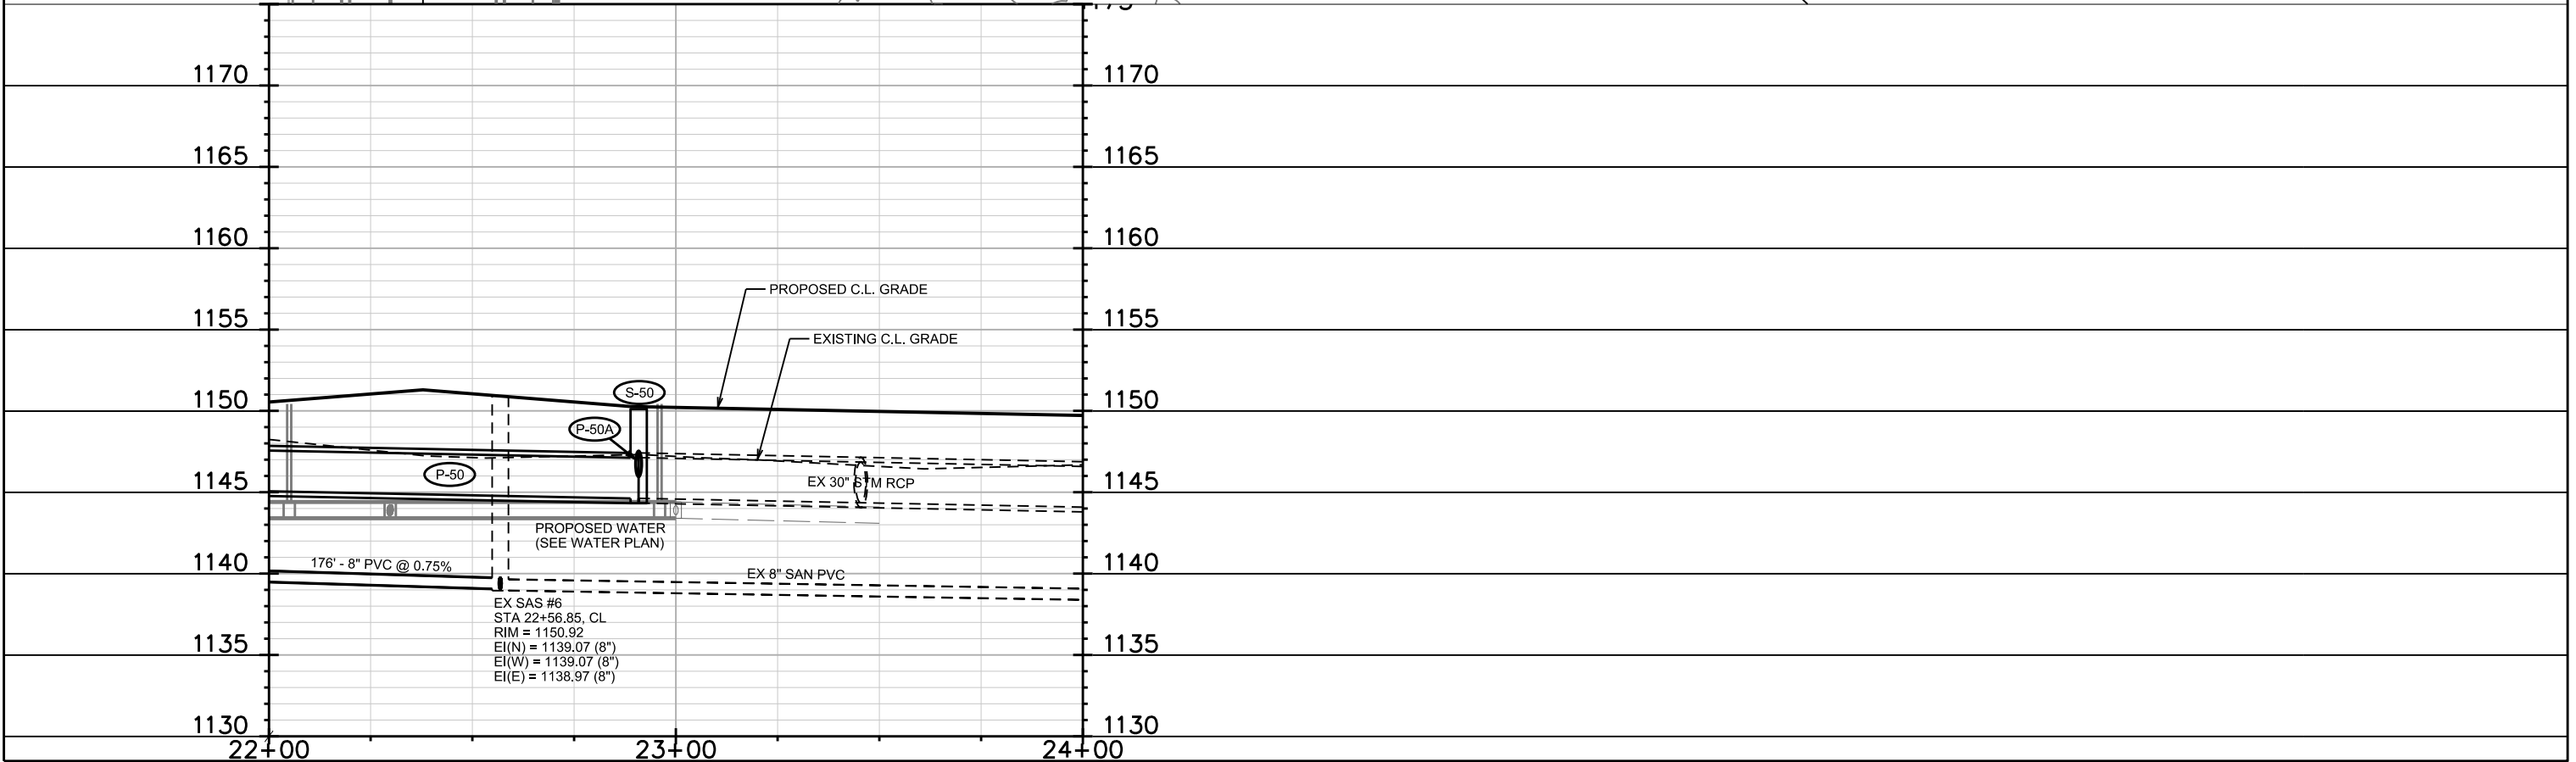 1170 1170
1165 1165
1160 1160
PROPOSED C.L. GRADE
1155 1155
EXISTING C.L. GRADE
S-50
1150 1150
P-50A
P-50
EX 30" STM RCP
1145 1145
PROPOSED WATER
(SEE WATER PLAN)
176' - 8" PVC @ 0.75%
EX 8" SAN PVC
1140 1140
EX SAS #6
STA 22+56.85, CL
RIM = 1150.92
EI(N) = 1139.07 (8")
EI(W) = 1139.07 (8")
EI(E) = 1138.97 (8")
1135 1135
1130 1130
22+00 23+00 24+00